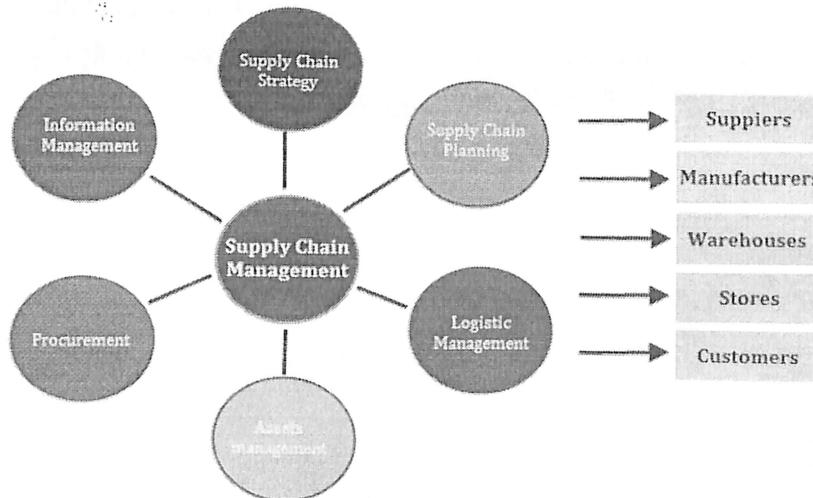 Supply Chain
Strategy
Information
Management
Supply Chain
Planning
Supply Chain
Management
Procurement
Logistic
Management
Assets
management
Suppiers
Manufacturers
Warehouses
Stores
Customers